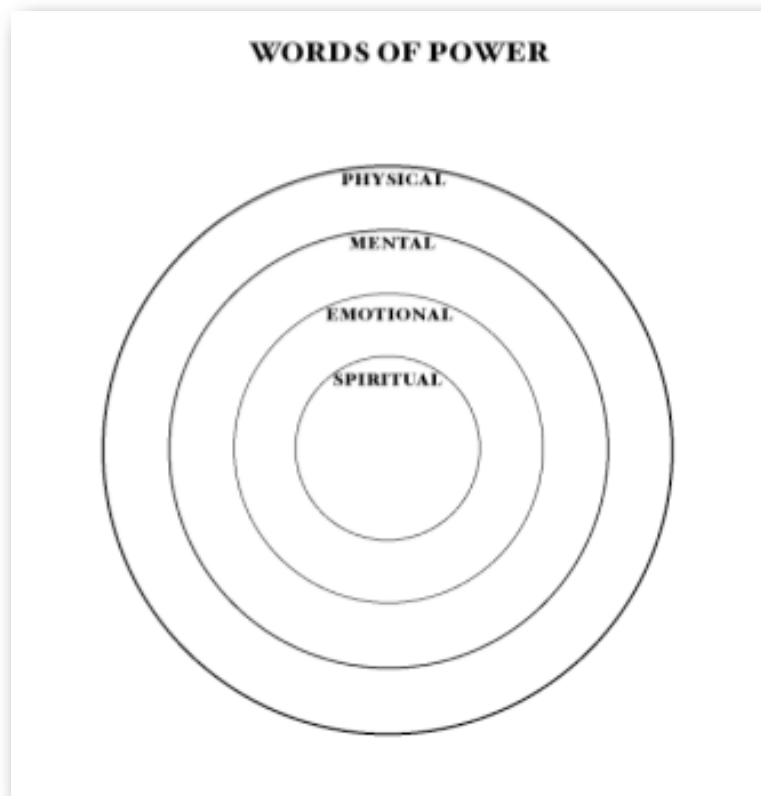 WORDS OF POWER
PHYSICAL
MENTAL
EMOTIONAL
SPIRITUAL